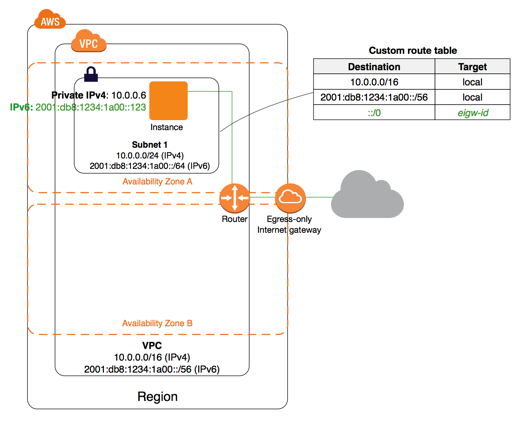 AWS
VPC
Custom route table
Destination Target
10.0.0.0/16 local
2001:db8:1234:1a00::/56 local
::/0 eigw-id
Private IPv4: 10.0.0.6
IPv6: 2001:db8:1234:1a00::123
Instance
Subnet 1
10.0.0.0/24 (IPv4)
2001:db8:1234:1a00::/64 (IPv6)
Availability Zone A
Router
Egress-only
Internet gateway
Availability Zone B
VPC
10.0.0.0/16 (IPv4)
2001:db8:1234:1a00::/56 (IPv6)
Region